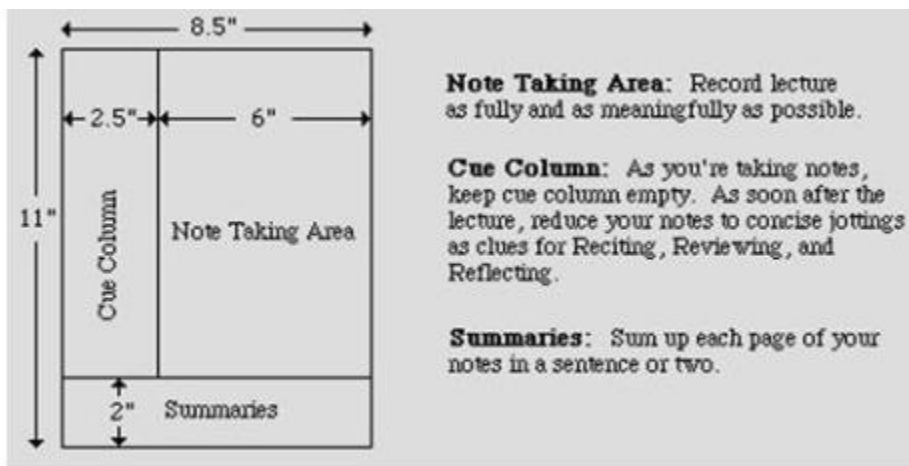 8.5"
2.5"
6"
11"
Cue Column
Note Taking Area
2"
Summaries
Note Taking Area: Record lecture
as fully and as meaningfully as possible.
Cue Column: As you're taking notes,
keep cue column empty. As soon after the
lecture, reduce your notes to concise jottings
as clues for Reciting, Reviewing, and
Reflecting.
Summaries: Sum up each page of your
notes in a sentence or two.